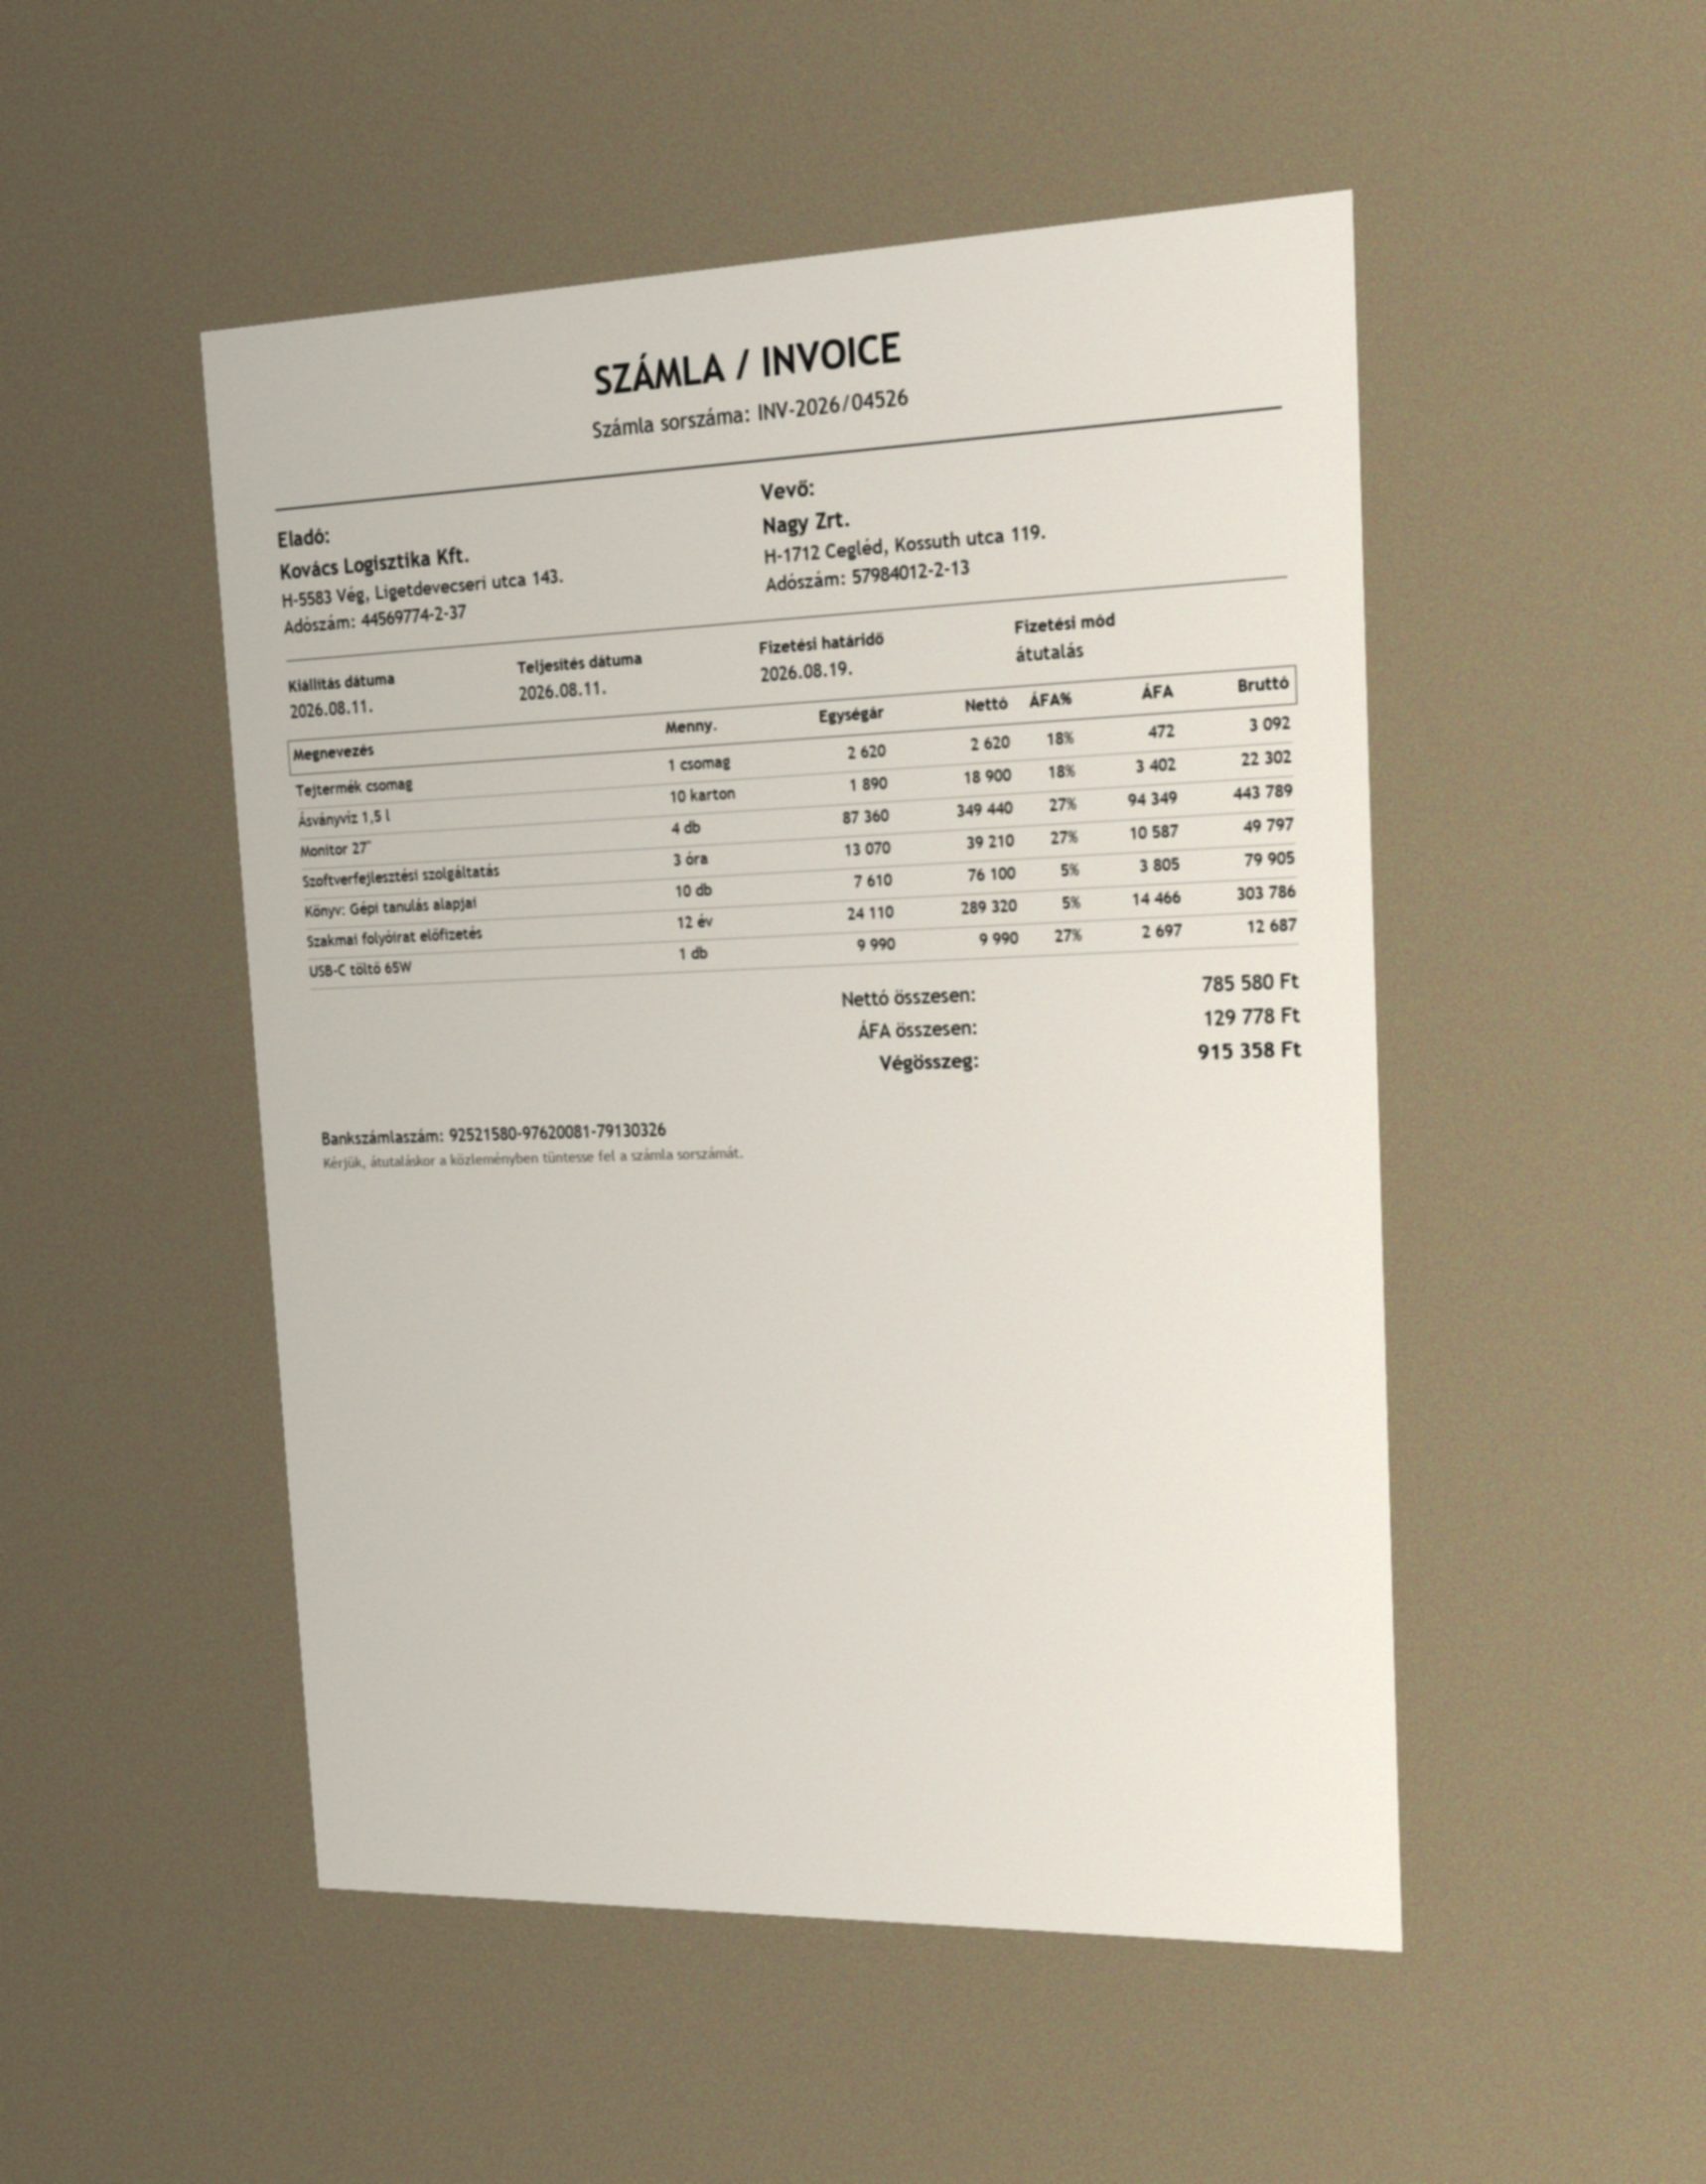 SZÁMLA / INVOICE
Számla sorszáma: INV-2026/04526
Eladó:
Kovács Logisztika Kft.
H-5583 Vég, Ligetdevecseri utca 143.
Adószám: 44569774-2-37
Vevő:
Nagy Zrt.
H-1712 Cegléd, Kossuth utca 119.
Adószám: 57984012-2-13
Kiállítás dátuma Teljesítés dátuma Fizetési határidő Fizetési mód
2026.08.11. 2026.08.11. 2026.08.19. átutalás
Megnevezés Menny. Egységár Nettó ÁFA% ÁFA Bruttó
Tejtermék csomag 1 csomag 2 620 2 620 18% 472 3 092
Ásványvíz 1,5 l 10 karton 1 890 18 900 18% 3 402 22 302
Monitor 27" 4 db 87 360 349 440 27% 94 349 443 789
Szoftverfejlesztési szolgáltatás 3 óra 13 070 39 210 27% 10 587 49 797
Könyv: Gépi tanulás alapjai 10 db 7 610 76 100 5% 3 805 79 905
Szakmai folyóirat előfizetés 12 év 24 110 289 320 5% 14 466 303 786
USB-C töltő 65W 1 db 9 990 9 990 27% 2 697 12 687
Nettó összesen: 785 580 Ft
ÁFA összesen: 129 778 Ft
Végösszeg: 915 358 Ft
Bankszámlaszám: 92521580-97620081-79130326
Kérjük, átutaláskor a közleményben tüntesse fel a számla sorszámát.